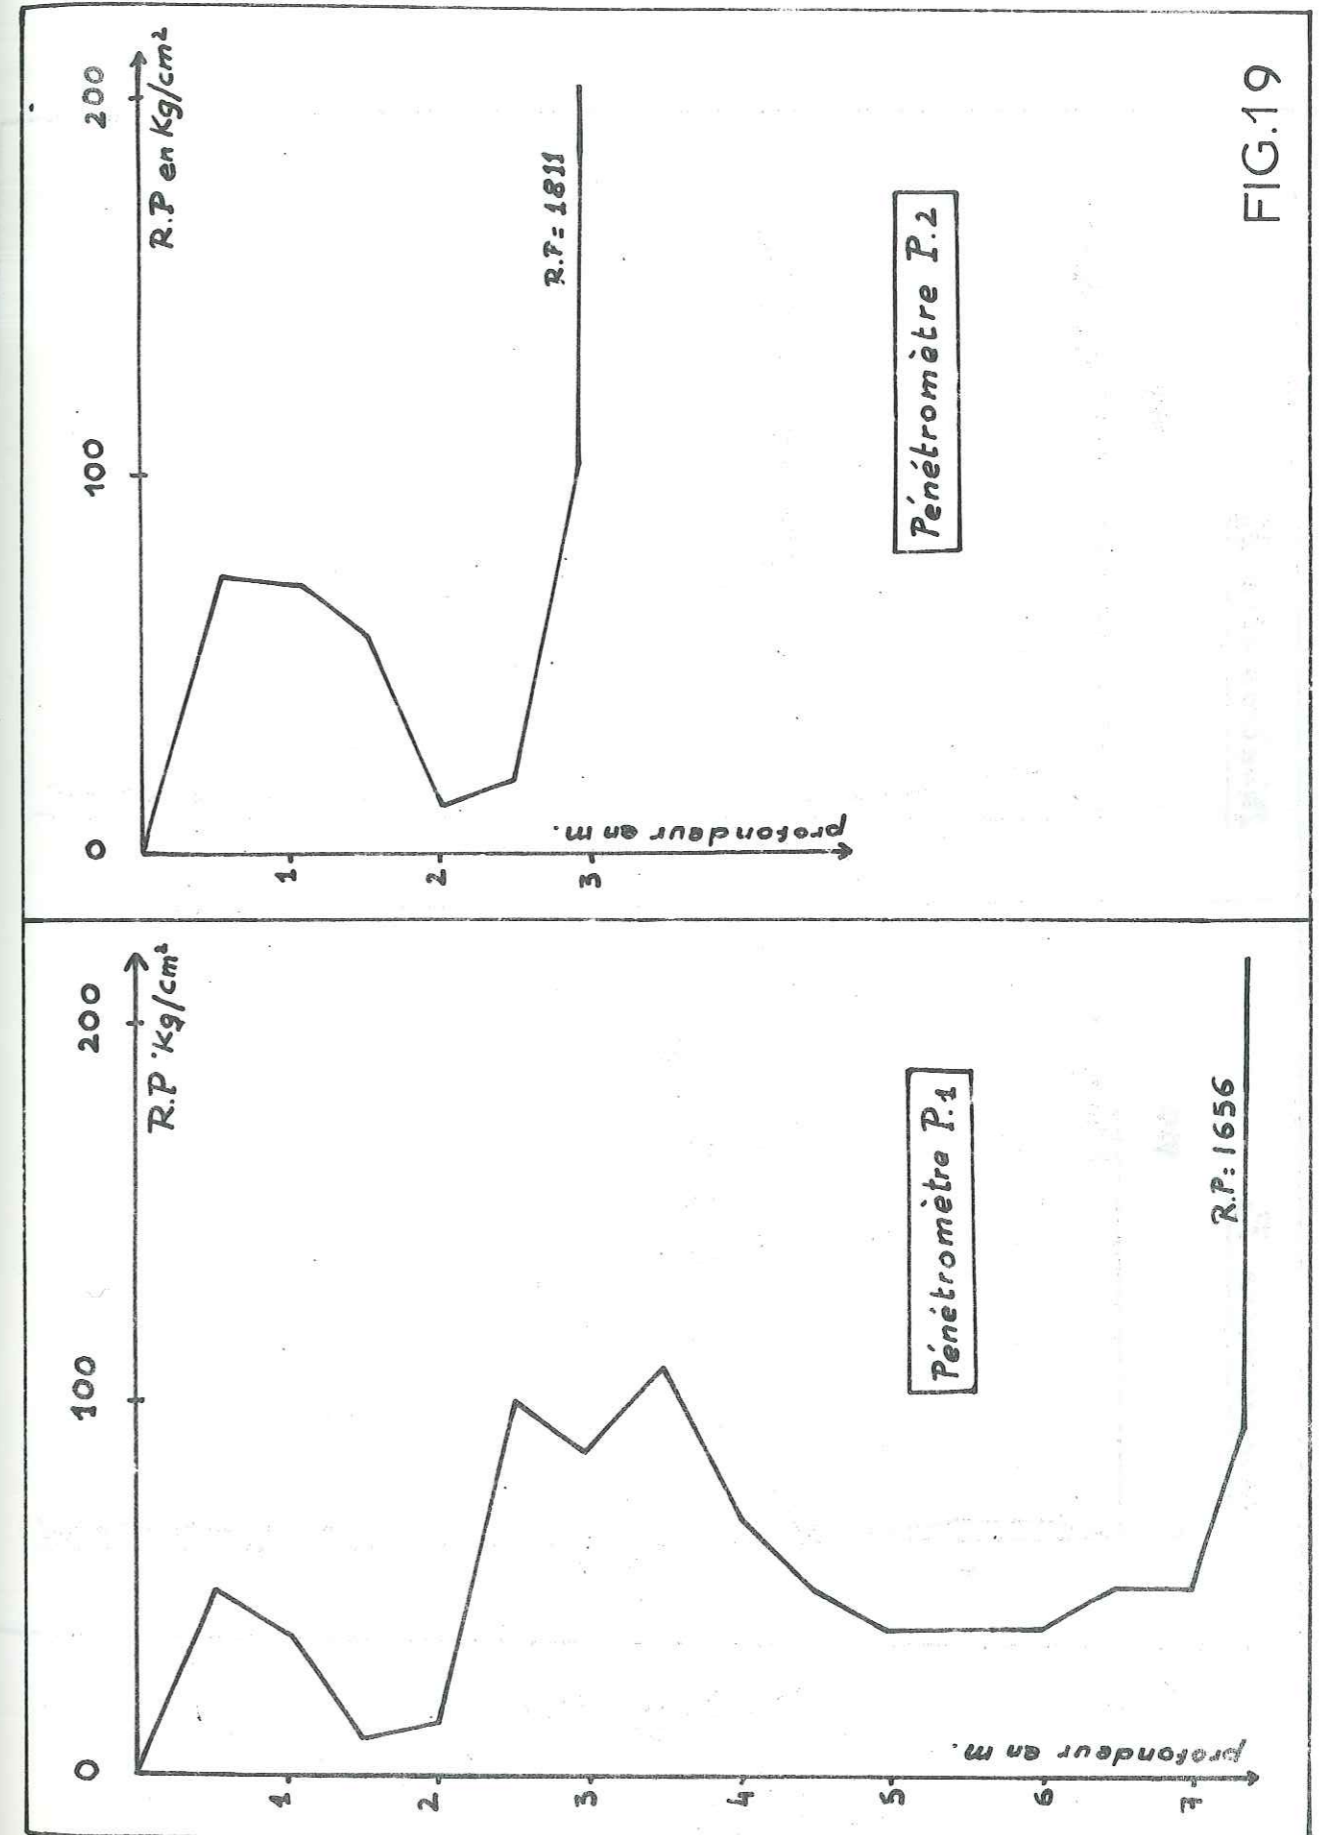 0
100
200
R.P Kg/cm²
1
2
3
4
5
6
7
profondeur en m.
Pénétromètre P.1
R.P: 1656
0
100
200
R.P en Kg/cm²
1
2
3
profondeur en m.
R.P = 1811
Pénétromètre P.2
FIG.19